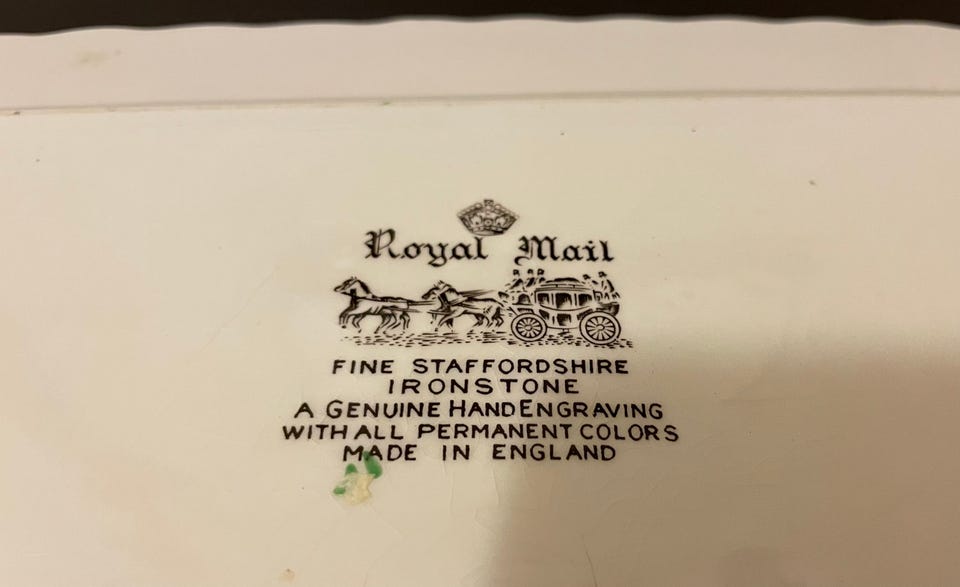 Royal Mail
FINE STAFFORDSHIRE
IRONSTONE
A GENUINE HAND ENGRAVING
WITH ALL PERMANENT COLORS
MADE IN ENGLAND